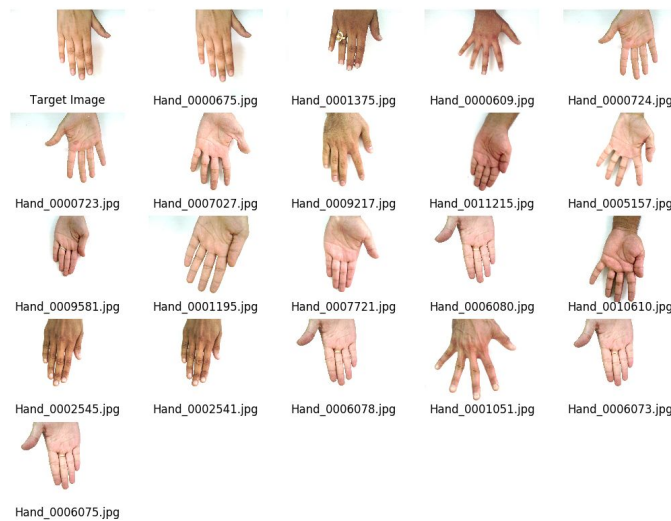 Target Image
Hand_0000675.jpg
Hand_0001375.jpg
Hand_0000609.jpg
Hand_0000724.jpg
Hand_0000723.jpg
Hand_0007027.jpg
Hand_0009217.jpg
Hand_0011215.jpg
Hand_0005157.jpg
Hand_0009581.jpg
Hand_0001195.jpg
Hand_0007721.jpg
Hand_0006080.jpg
Hand_0010610.jpg
Hand_0002545.jpg
Hand_0002541.jpg
Hand_0006078.jpg
Hand_0001051.jpg
Hand_0006073.jpg
Hand_0006075.jpg